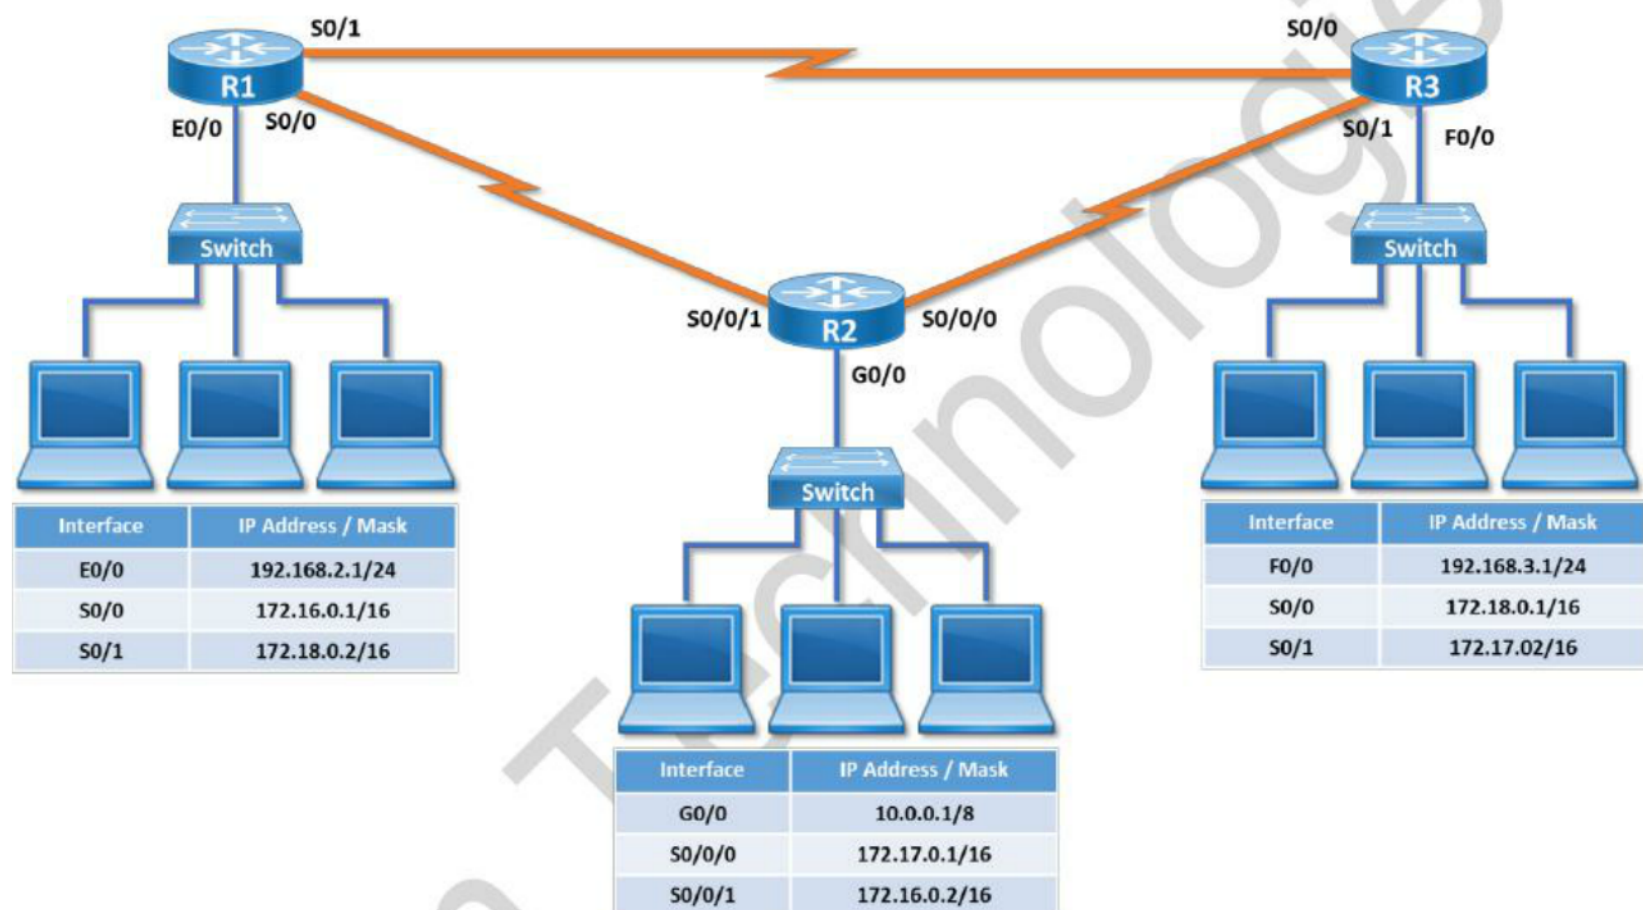 S0/1
S0/0
R1
R3
E0/0
S0/0
S0/1
F0/0
Switch
Switch
S0/0/1
R2
S0/0/0
G0/0
Switch
Interface IP Address / Mask
E0/0 192.168.2.1/24
S0/0 172.16.0.1/16
S0/1 172.18.0.2/16
Interface IP Address / Mask
F0/0 192.168.3.1/24
S0/0 172.18.0.1/16
S0/1 172.17.02/16
Interface IP Address / Mask
G0/0 10.0.0.1/8
S0/0/0 172.17.0.1/16
S0/0/1 172.16.0.2/16
Technologi